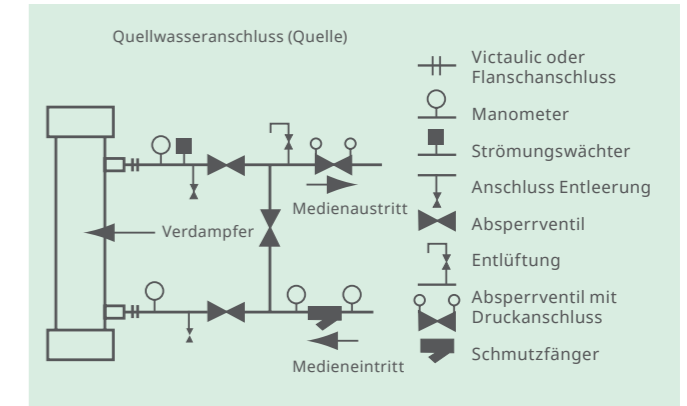 Quellwasseranschluss (Quelle)
Verdampfer
Medienaustritt
Medieneintritt
Victaulic oder
Flanschanschluss
Manometer
Strömungswächter
Anschluss Entleerung
Absperrventil
Entlüftung
Absperrventil mit
Druckanschluss
Schmutzfänger